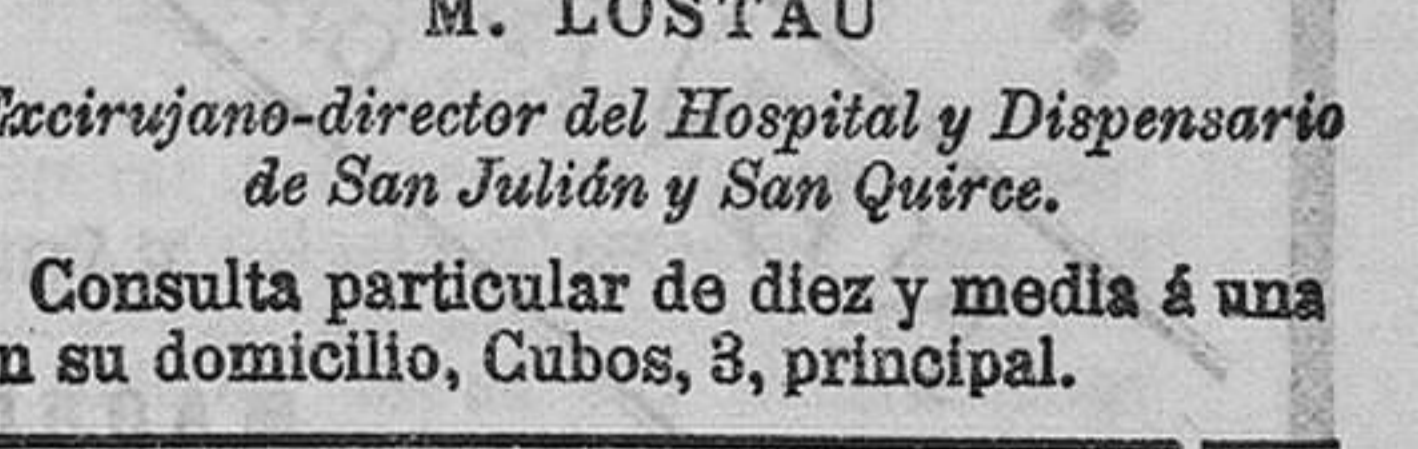 M. LOSTAU
Excirujano-director del Hospital y Dispensario
de San Julián y San Quirce.
Consulta particular de diez y media á una
n su domicilio, Cubos, 3, principal.